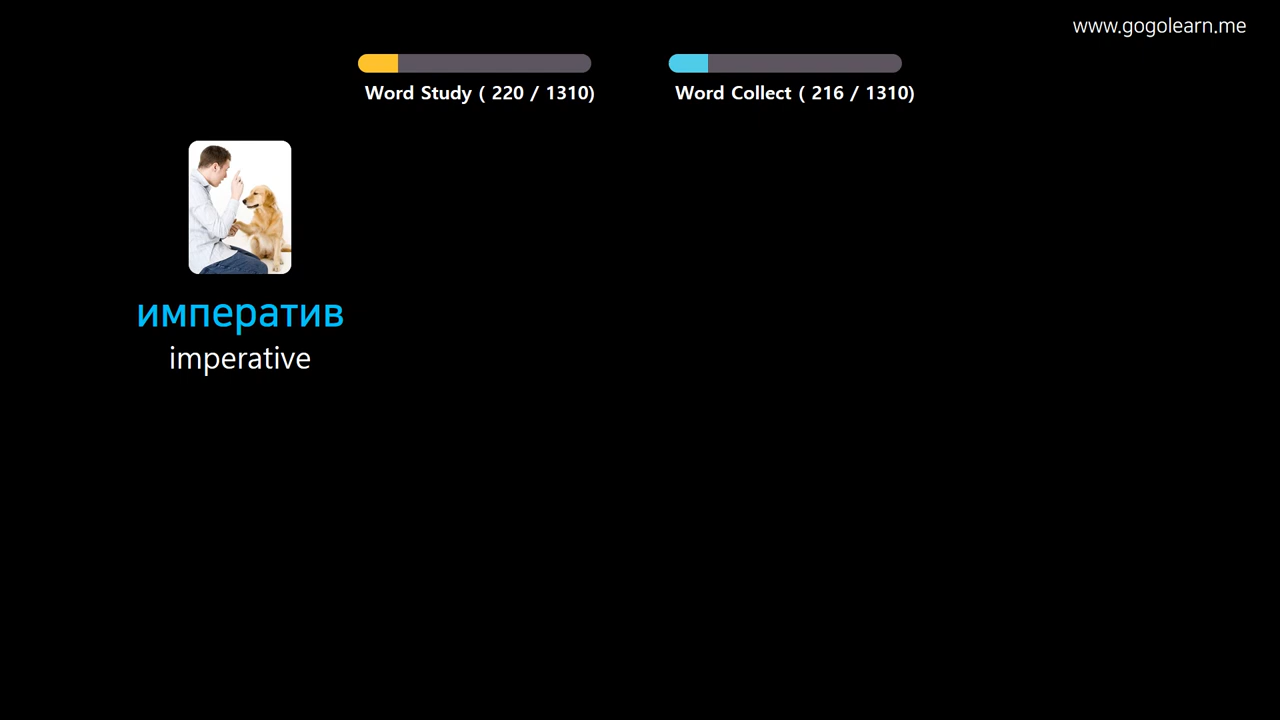 www.gogolearn.me
Word Study ( 220 / 1310)
Word Collect ( 216 / 1310)
императив
imperative